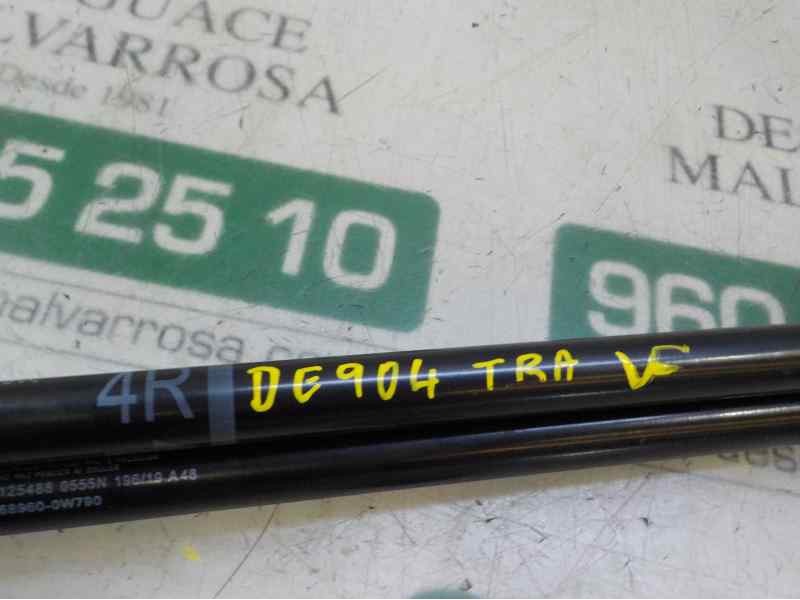 GUACE
LVARROSA
Desde 1981
5 25 10
malvarrosa.co
DE
MAL
960
4R DE904 TRA
125488 0555N 196/19 A48
68960-0W790